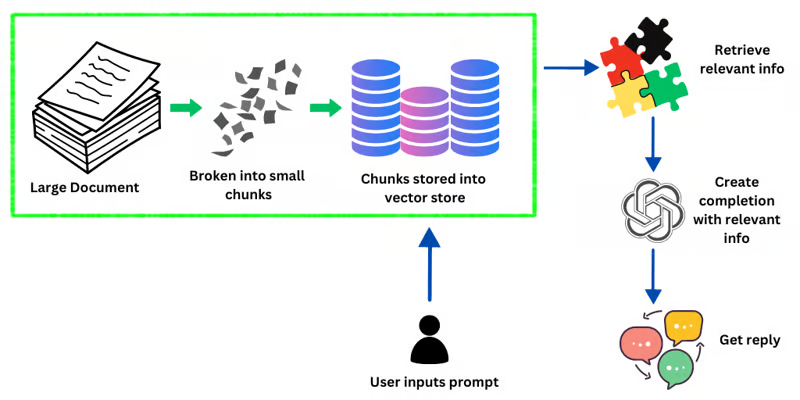 Large Document
Broken into small
chunks
Chunks stored into
vector store
Retrieve
relevant info
Create
completion
with relevant
info
Get reply
User inputs prompt